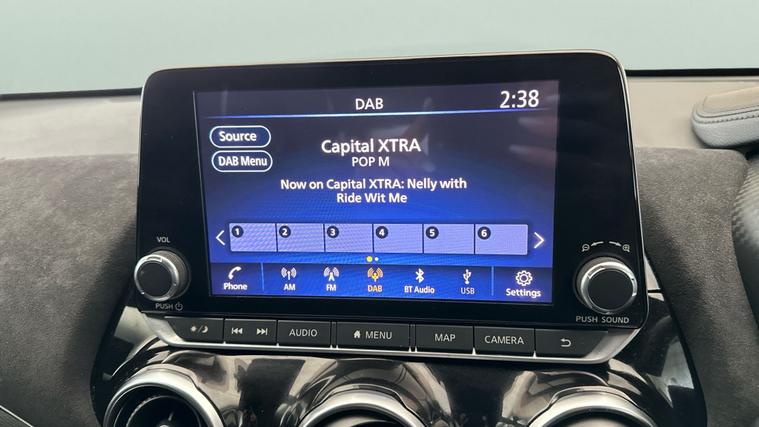 DAB 2:38
Source
Capital XTRA
DAB Menu
POP M
Now on Capital XTRA: Nelly with
Ride Wit Me
1 2 3 4 5 6
Phone AM FM DAB BT Audio USB Settings
VOL
PUSH
PUSH SOUND
AUDIO MENU MAP CAMERA